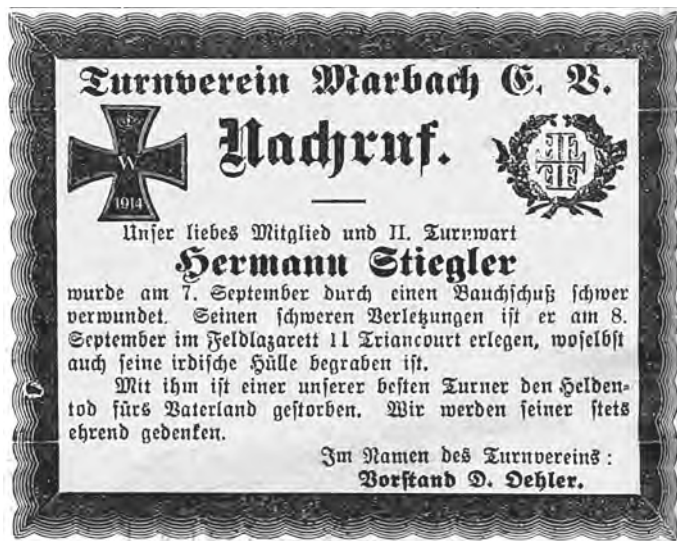 Turnverein Marbach E. V.
Nachruf.
W
1914
Unser liebes Mitglied und II. Turnwart
Hermann Stiegler
wurde am 7. September durch einen Bauchschuß schwer
verwundet. Seinen schweren Verletzungen ist er am 8.
September im Feldlazarett 11 Triancourt erlegen, woselbst
auch seine irdische Hülle begraben ist.
Mit ihm ist einer unserer besten Turner den Helden-
tod fürs Vaterland gestorben. Wir werden seiner stets
ehrend gedenken.
Im Namen des Turnvereins:
Vorstand D. Oehler.